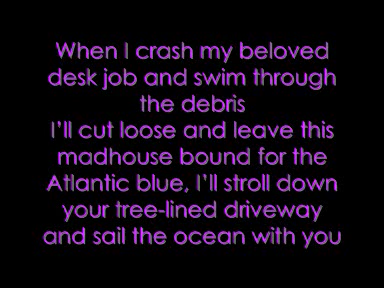 When I crash my beloved
desk job and swim through
the debris
I'll cut loose and leave this
madhouse bound for the
Atlantic blue, I'll stroll down
your tree-lined driveway
and sail the ocean with you